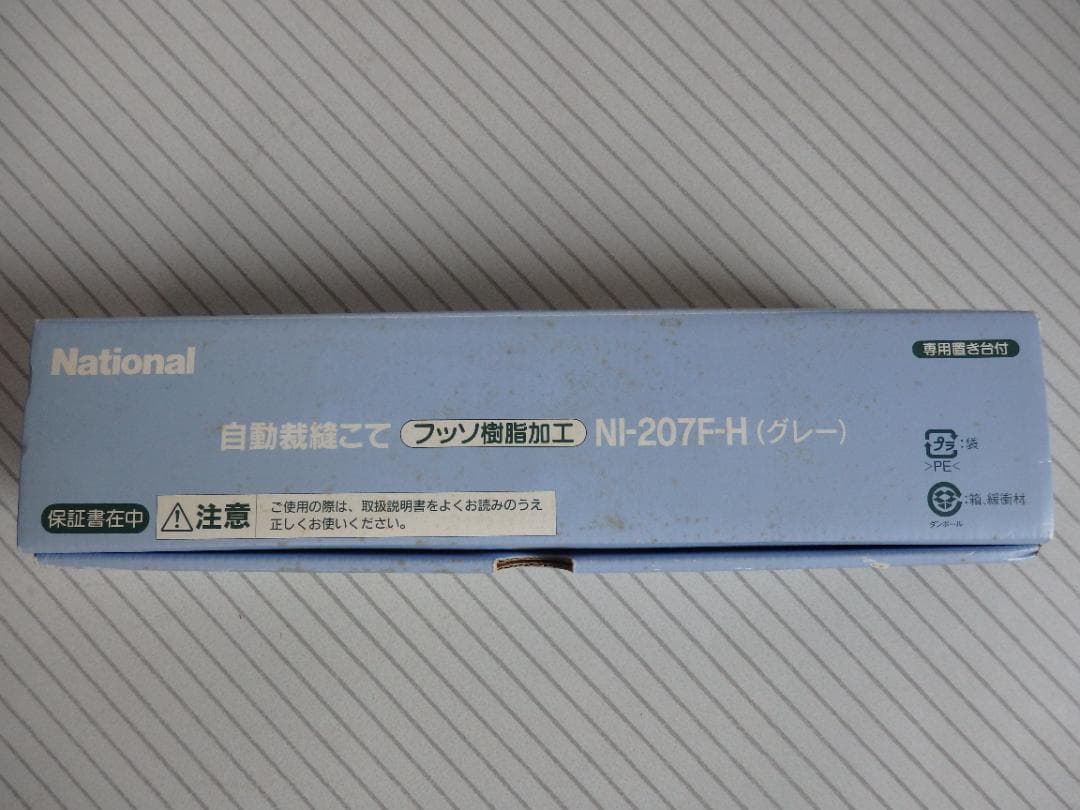 National
専用置き台付
自動裁縫こて フッソ樹脂加工 NI-207F-H(グレー)
プラ :袋
>PE<
:箱、緩衝材
ダンボール
保証書在中
注意
ご使用の際は、取扱説明書をよくお読みのうえ
正しくお使いください。